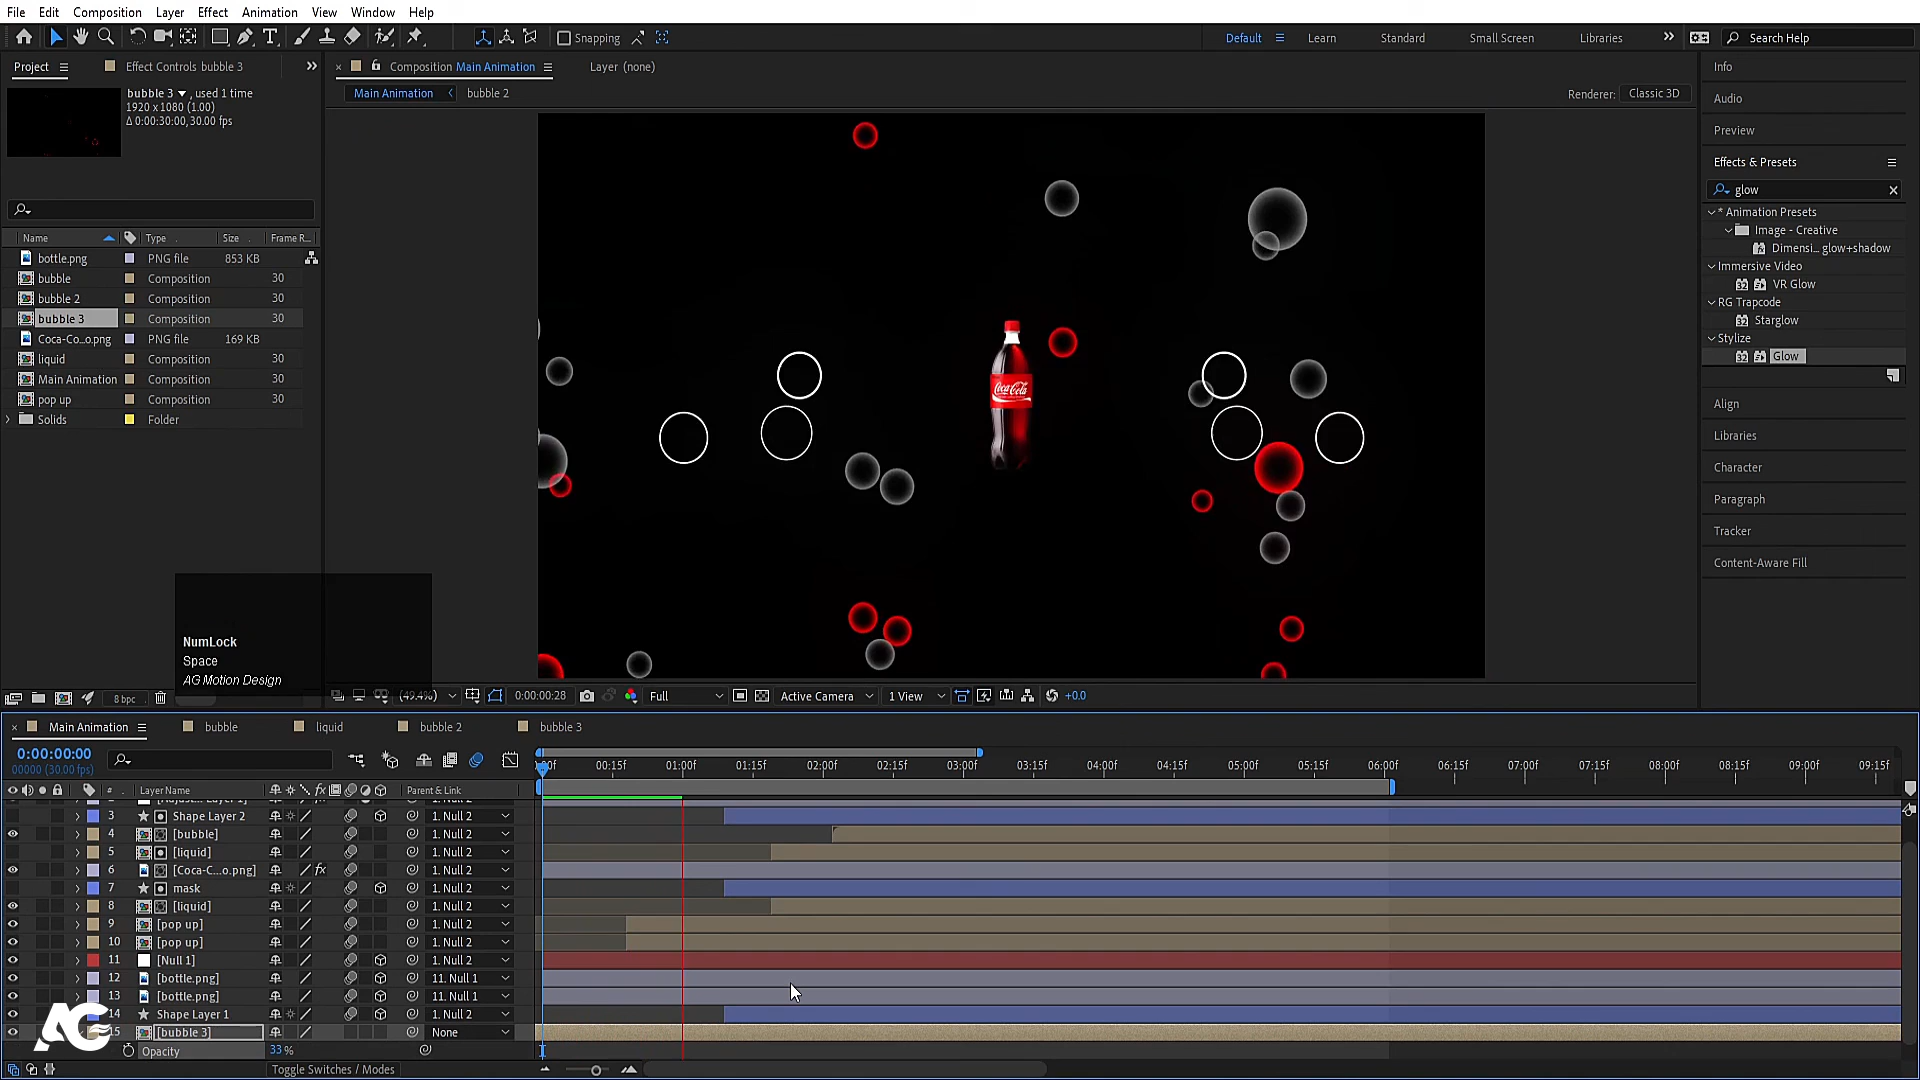 File Edit Composition Layer Effect Animation View Window Help
Snapping Default Learn Standard Small Screen Libraries Search Help
Project Effect Controls bubble 3 Composition Main Animation Layer (none) Info
Main Animation bubble 2 Renderer: Classic 3D
bubble 3 , used 1 time
1920 x 1080 (1.00)
Δ 0:00:30:00, 30.00 fps
Audio
Preview
Effects & Presets
glow
* Animation Presets
Image - Creative
Dimensi... glow+shadow
Immersive Video
VR Glow
RG Trapcode
Starglow
Stylize
Glow
Align
Libraries
Character
Paragraph
Tracker
Content-Aware Fill
Name Type Size Frame R...
bottle.png PNG file 853 KB
bubble Composition 30
bubble 2 Composition 30
bubble 3 Composition 30
Coca-Co...o.png PNG file 169 KB
liquid Composition 30
Main Animation Composition 30
pop up Composition 30
Solids Folder
Coca-Cola
NumLock
Space
AG Motion Design
8 bpc (49.4%) 0:00:00:28 Full Active Camera 1 View +0.0
Main Animation bubble liquid bubble 2 bubble 3
0:00:00:00
00000 (30.00 fps)
00:15f 01:00f 01:15f 02:00f 02:15f 03:00f 03:15f 04:00f 04:15f 05:00f 05:15f 06:00f 06:15f 07:00f 07:15f 08:00f 08:15f 09:00f 09:15f
# Layer Name fx Parent & Link
3 Shape Layer 2 1. Null 2
4 [bubble] 1. Null 2
5 [liquid] 1. Null 2
6 [Coca-C...o.png] fx 1. Null 2
7 mask 1. Null 2
8 [liquid] 1. Null 2
9 [pop up] 1. Null 2
10 [pop up] 1. Null 2
11 [Null 1] 1. Null 2
12 [bottle.png] 11. Null 1
13 [bottle.png] 11. Null 1
14 Shape Layer 1 1. Null 2
15 [bubble 3] None
Opacity 33 %
Toggle Switches / Modes
AG